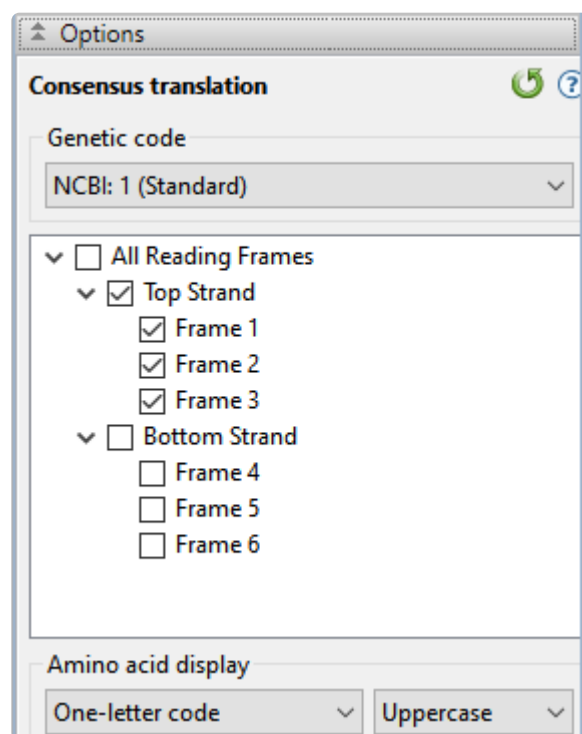 Options
Consensus translation
?
Genetic code
NCBI: 1 (Standard)
All Reading Frames
Top Strand
Frame 1
Frame 2
Frame 3
Bottom Strand
Frame 4
Frame 5
Frame 6
Amino acid display
One-letter code Uppercase